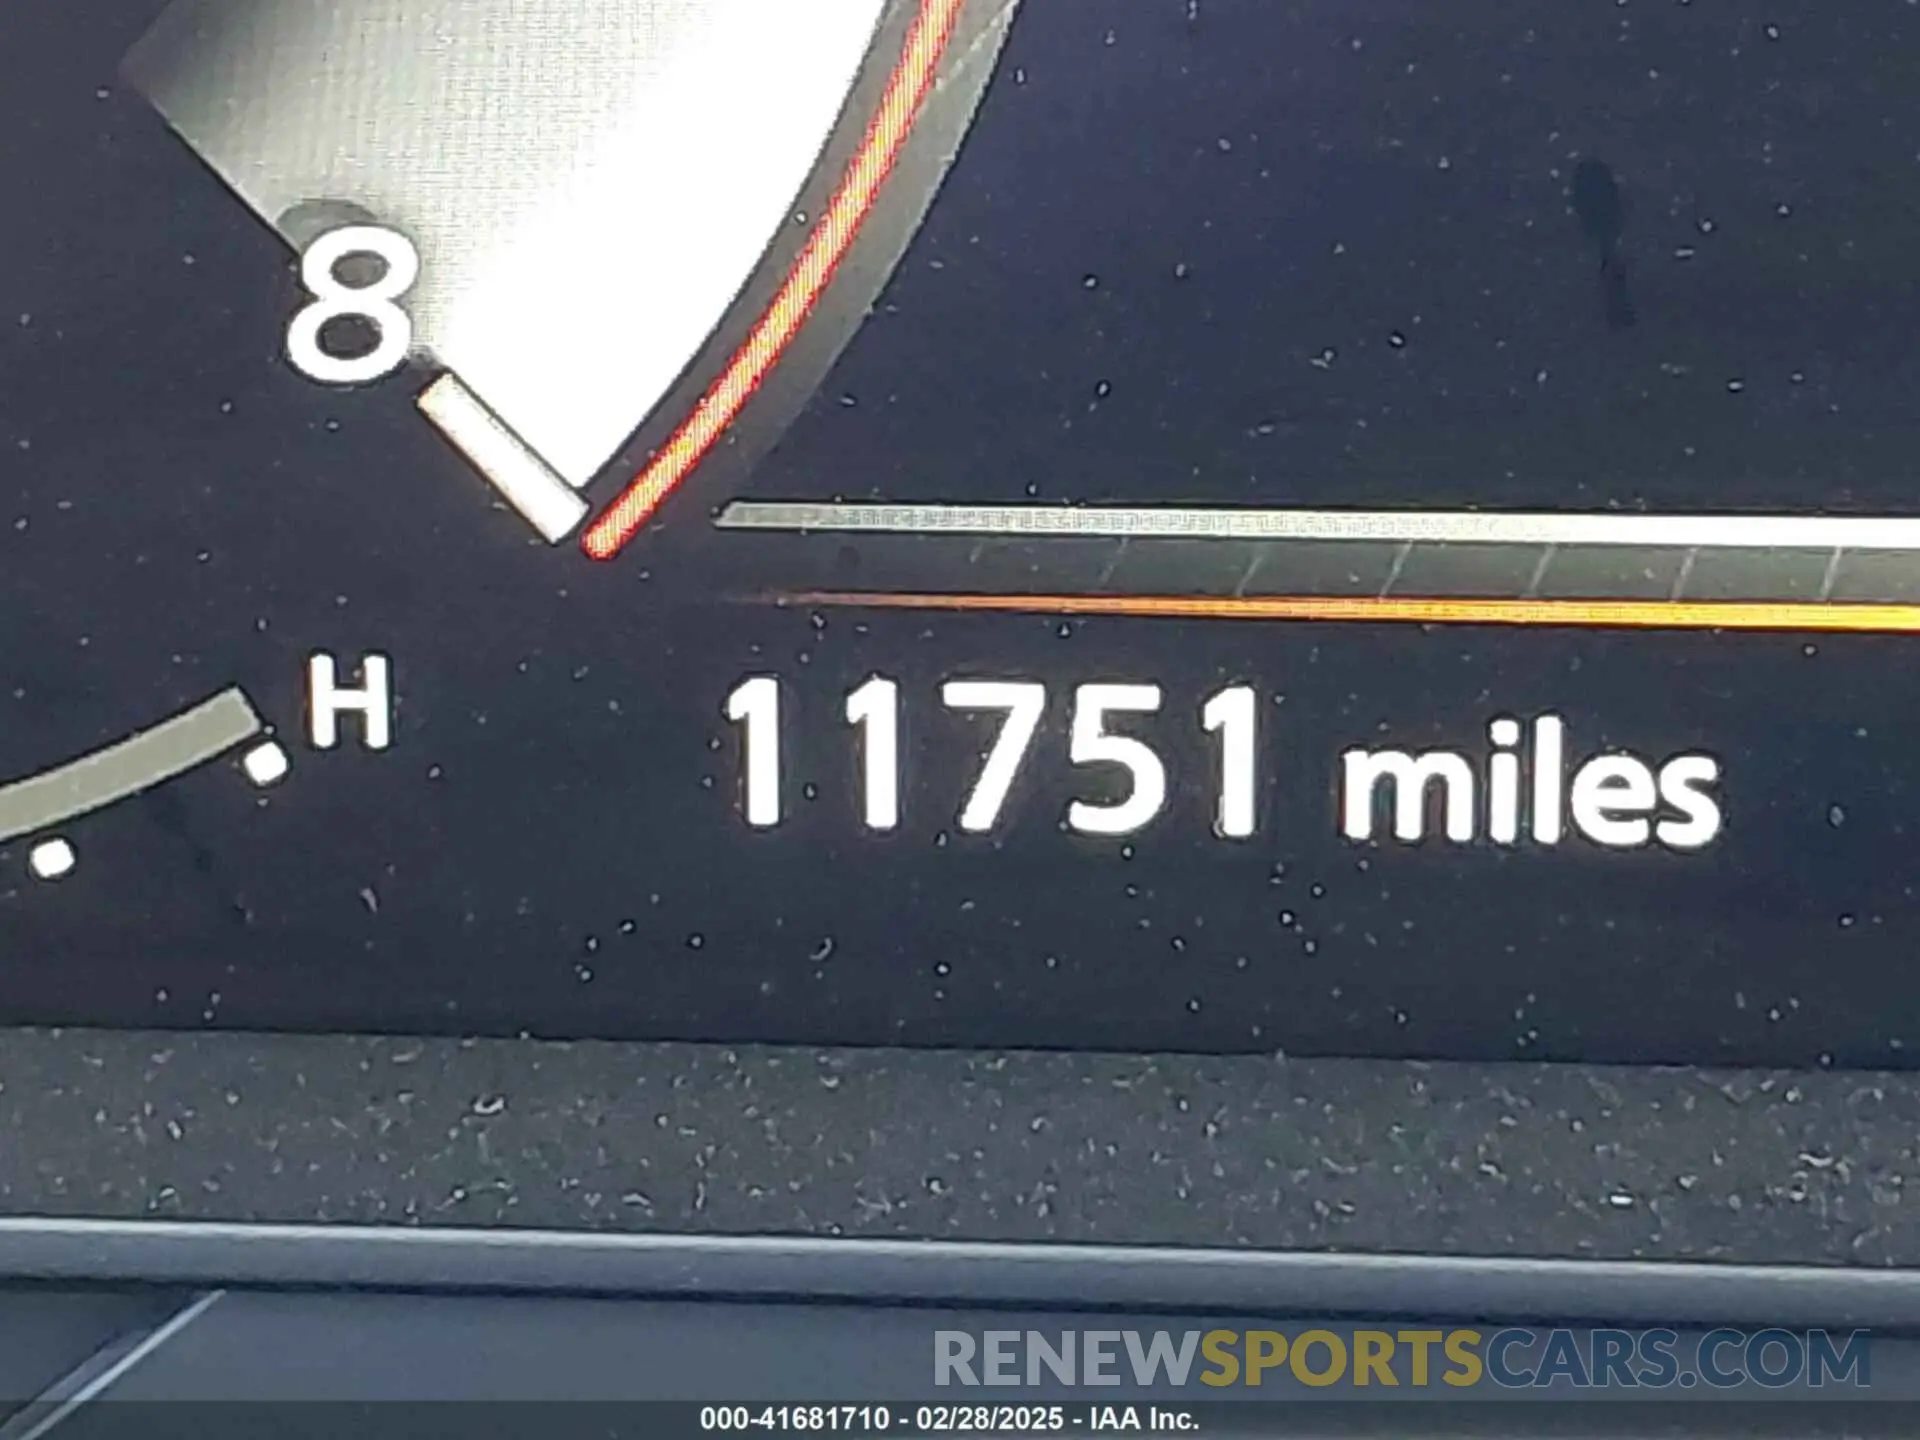 8
H
11751 miles
RENEWSPORTSCARS.COM
000-41681710 - 02/28/2025 - IAA Inc.